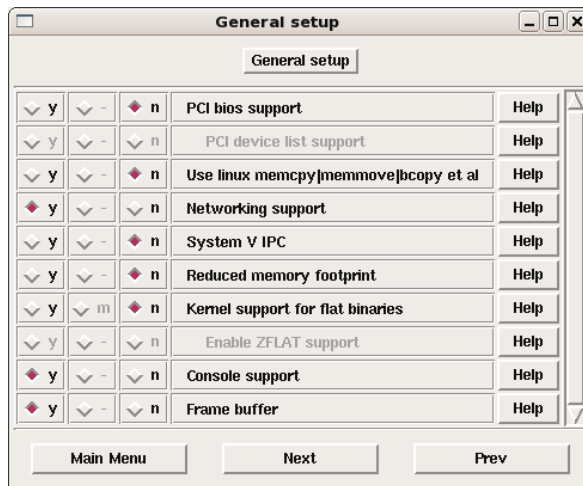 General setup
General setup
y - n PCI bios support Help
y - n PCI device list support Help
y - n Use linux memcpy|memmove|bcopy et al Help
y - n Networking support Help
y - n System V IPC Help
y - n Reduced memory footprint Help
y m n Kernel support for flat binaries Help
y - n Enable ZFLAT support Help
y - n Console support Help
y - n Frame buffer Help
Main Menu Next Prev